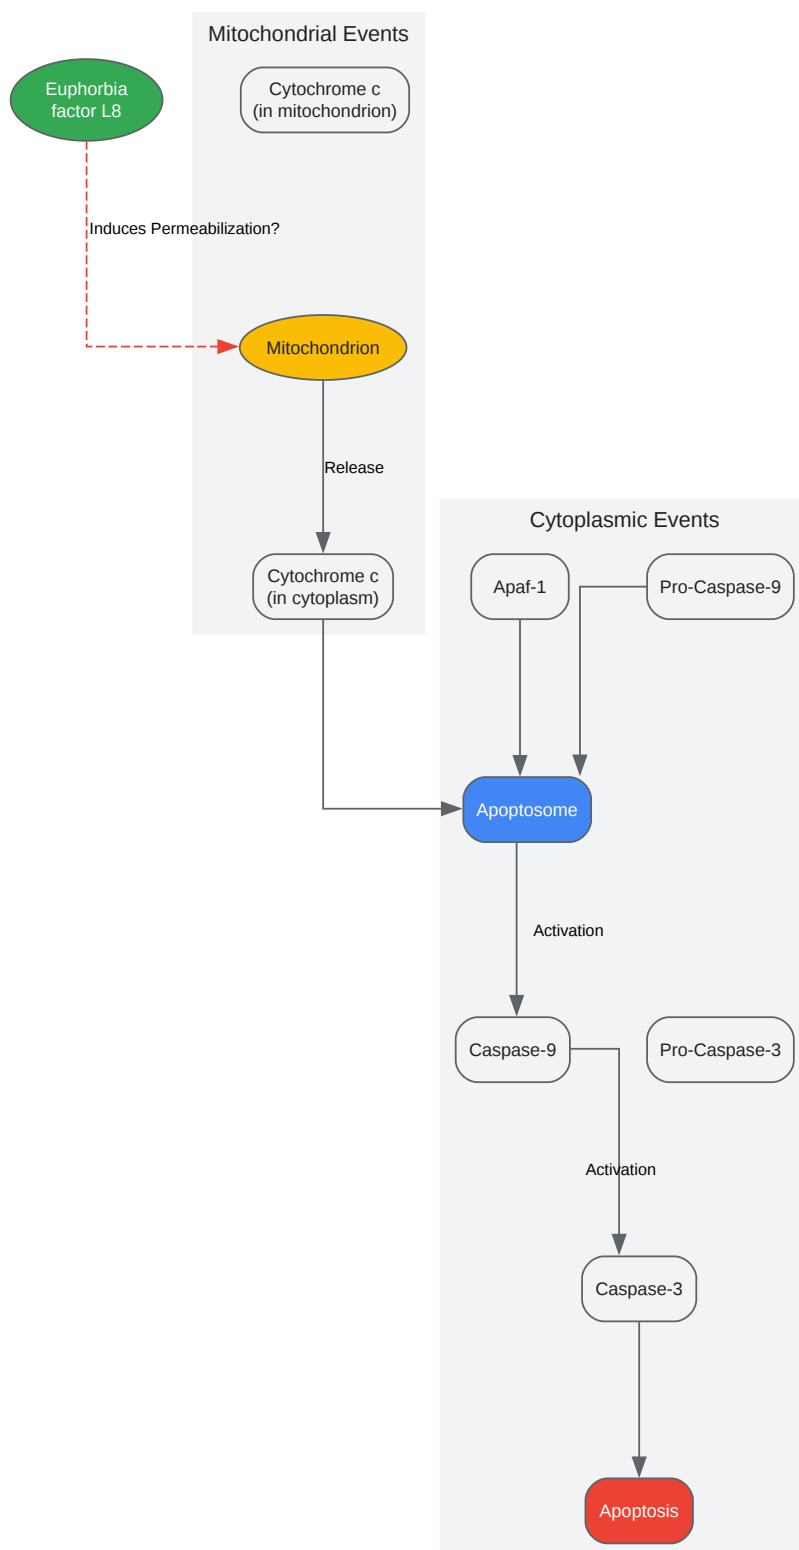 Mitochondrial Events
Euphorbia
factor L8
Cytochrome c
(in mitochondrion)
Induces Permeabilization?
Mitochondrion
Release
Cytochrome c
(in cytoplasm)
Cytoplasmic Events
Apaf-1
Pro-Caspase-9
Apoptosome
Activation
Caspase-9
Pro-Caspase-3
Activation
Caspase-3
Apoptosis